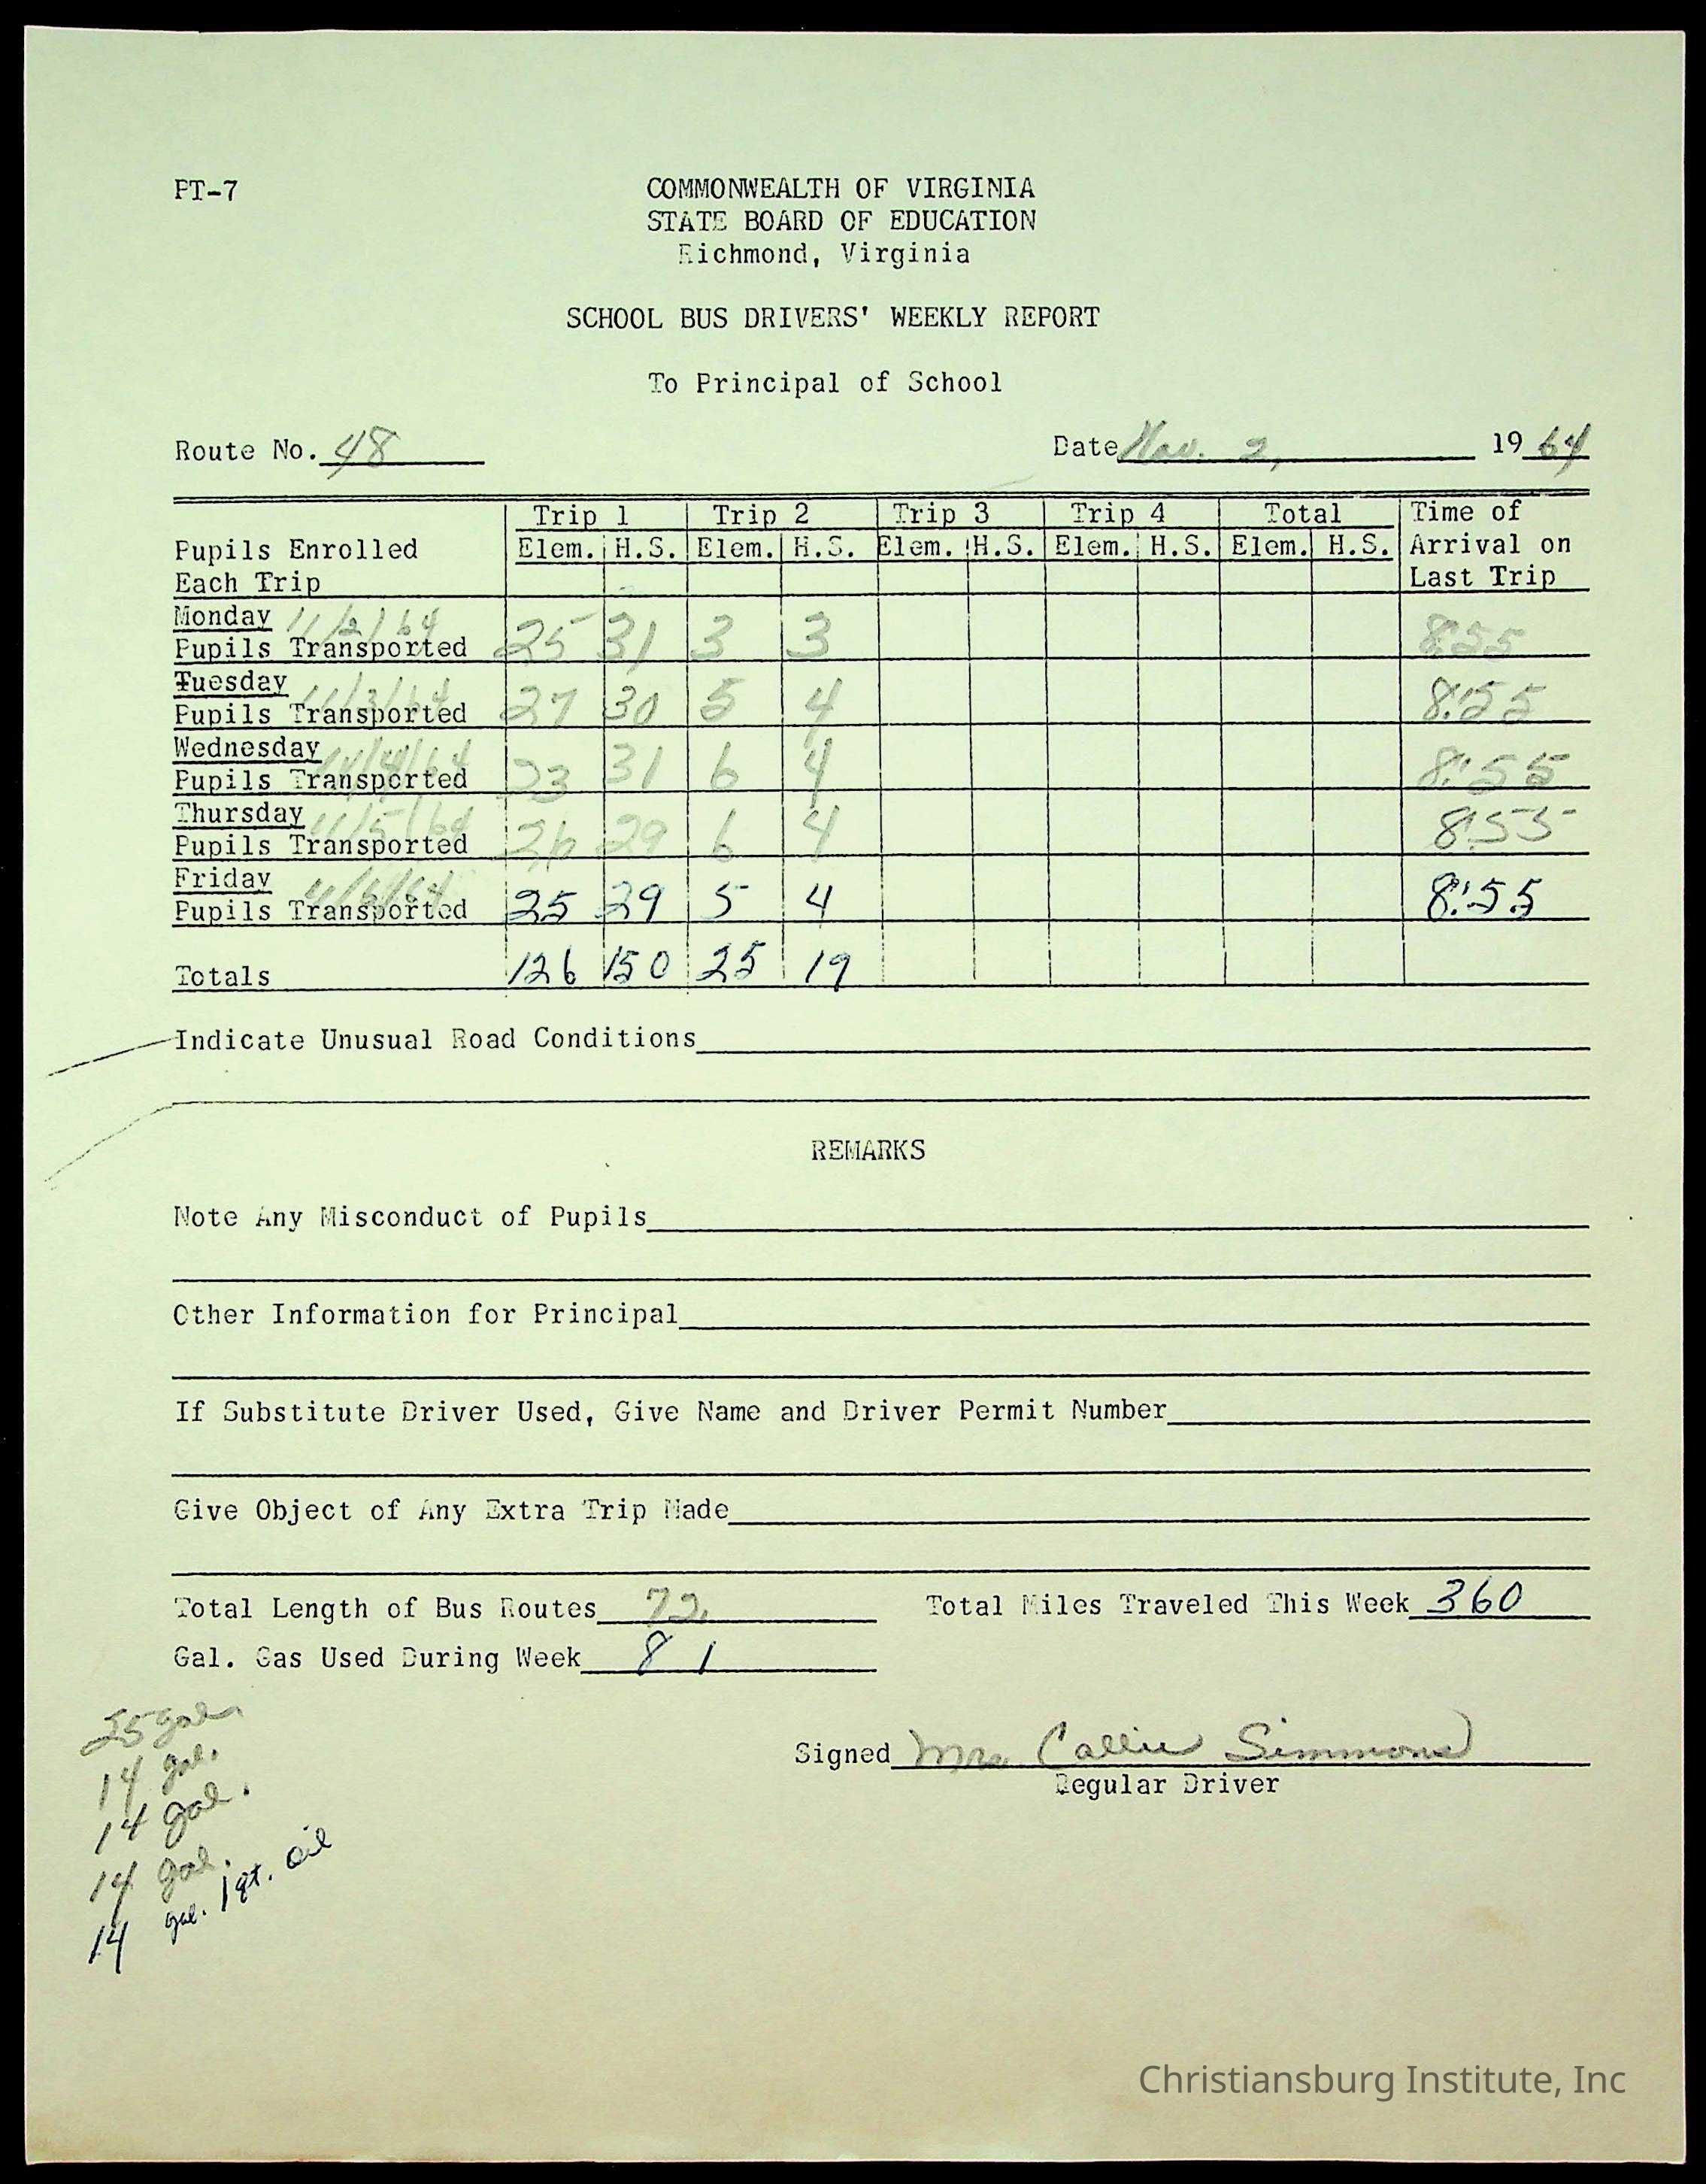 PT-7
COMMONWEALTH OF VIRGINIA
STATE BOARD OF EDUCATION
Richmond, Virginia
SCHOOL BUS DRIVERS' WEEKLY REPORT
To Principal of School
Route No. 48 Date Nov. 2, 1964
Trip 1 Trip 2 Trip 3 Trip 4 Total Time of
Pupils Enrolled Elem. H.S. Elem. H.S. Elem. H.S. Elem. H.S. Elem. H.S. Arrival on
Each Trip Last Trip
Monday 11/2/64
Pupils Transported 25 31 3 3 8:55
Tuesday 11/3/64
Pupils Transported 27 30 5 4 8:55
Wednesday 11/4/64
Pupils Transported 23 31 6 4 8:55
Thursday 11/5/64
Pupils Transported 26 29 6 4 8:55
Friday 11/6/64
Pupils Transported 25 29 5 4 8:55
Totals 126 150 25 19
Indicate Unusual Road Conditions
REMARKS
Note Any Misconduct of Pupils
Other Information for Principal
If Substitute Driver Used, Give Name and Driver Permit Number
Give Object of Any Extra Trip Made
Total Length of Bus Routes 72. Total Miles Traveled This Week 360
Gal. Gas Used During Week 81
25 gal.
14 gal.
14 gal.
14 gal.
14 gal. 1 qt. oil
Signed Mrs. Callie Simmons
Regular Driver
Christiansburg Institute, Inc